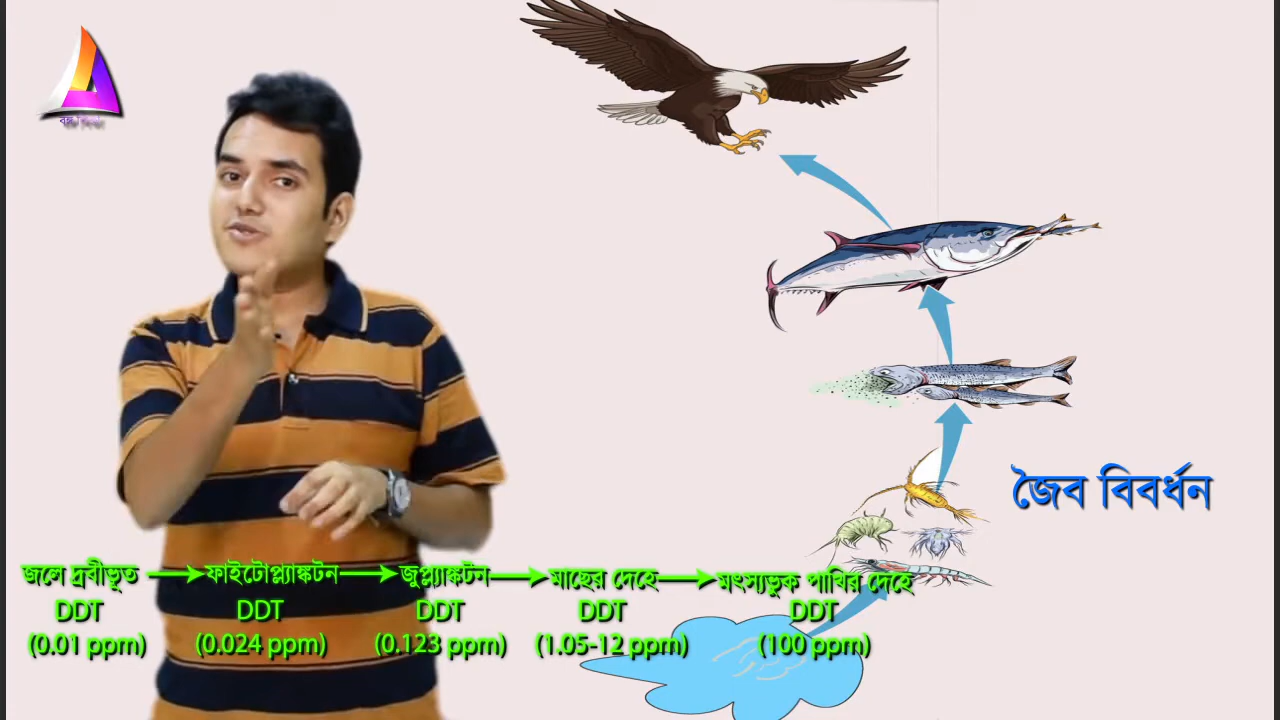 জৈব বিবর্ধন
জলে দ্রবীভূত → ফাইটোপ্ল্যাঙ্কটন → জুপ্ল্যাঙ্কটন → মাছের দেহে → মৎস্যভুক পাখির দেহে
DDT DDT DDT DDT DDT
(0.01 ppm) (0.024 ppm) (0.123 ppm) (1.05-12 ppm) (100 ppm)